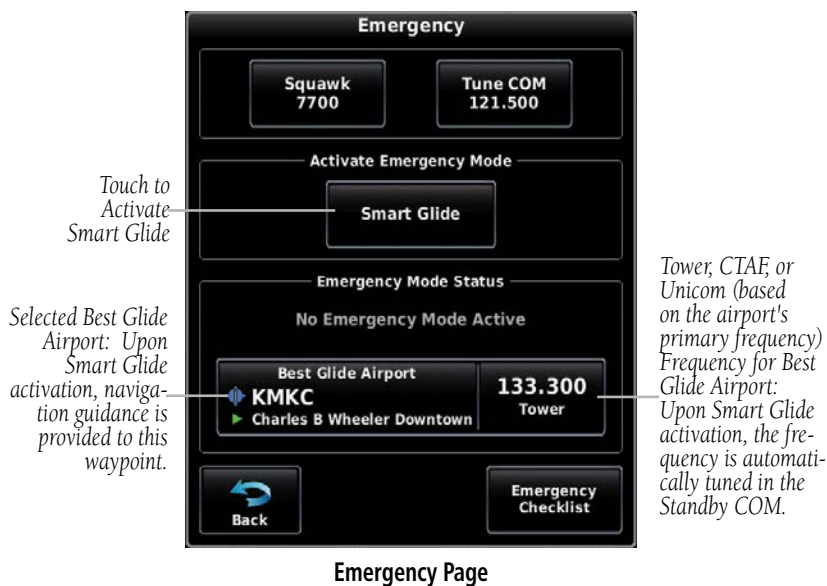 Emergency
Squawk
7700
Tune COM
121.500
Activate Emergency Mode
Touch to
Activate
Smart Glide
Smart Glide
Emergency Mode Status
No Emergency Mode Active
Selected Best Glide
Airport: Upon
Smart Glide
activation, naviga-
tion guidance is
provided to this
waypoint.
Best Glide Airport
KMKC
Charles B Wheeler Downtown
133.300
Tower
Tower, CTAF, or
Unicom (based
on the airport's
primary frequency)
Frequency for Best
Glide Airport:
Upon Smart Glide
activation, the fre-
quency is automati-
cally tuned in the
Standby COM.
Back
Emergency
Checklist
Emergency Page